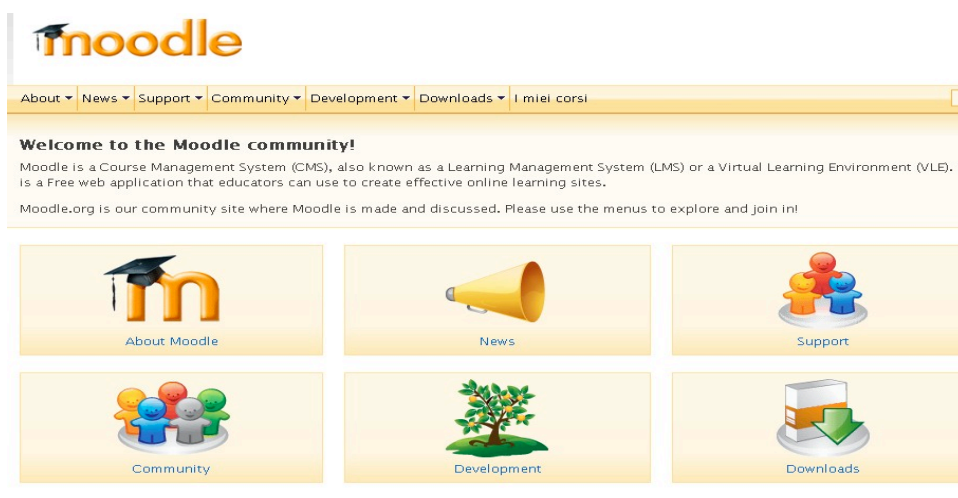 moodle
About News Support Community Development Downloads I miei corsi
Welcome to the Moodle community!
Moodle is a Course Management System (CMS), also known as a Learning Management System (LMS) or a Virtual Learning Environment (VLE).
is a Free web application that educators can use to create effective online learning sites.
Moodle.org is our community site where Moodle is made and discussed. Please use the menus to explore and join in!
m
About Moodle News Support
Community Development Downloads